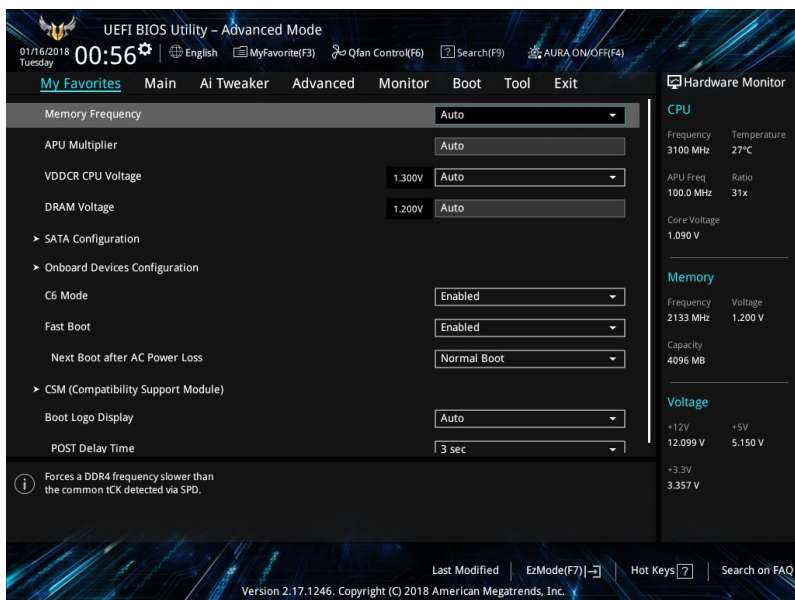 UEFI BIOS Utility – Advanced Mode
01/16/2018
Tuesday
00:56
English
MyFavorite(F3)
Qfan Control(F6)
? Search(F9)
AURA ON/OFF(F4)
My Favorites Main Ai Tweaker Advanced Monitor Boot Tool Exit
Memory Frequency Auto
APU Multiplier Auto
VDDCR CPU Voltage 1.300V Auto
DRAM Voltage 1.200V Auto
> SATA Configuration
> Onboard Devices Configuration
C6 Mode Enabled
Fast Boot Enabled
Next Boot after AC Power Loss Normal Boot
> CSM (Compatibility Support Module)
Boot Logo Display Auto
POST Delay Time 3 sec
i
Forces a DDR4 frequency slower than
the common tCK detected via SPD.
Hardware Monitor
CPU
Frequency Temperature
3100 MHz 27°C
APU Freq Ratio
100.0 MHz 31x
Core Voltage
1.090 V
Memory
Frequency Voltage
2133 MHz 1.200 V
Capacity
4096 MB
Voltage
+12V +5V
12.099 V 5.150 V
+3.3V
3.357 V
Last Modified EzMode(F7) Hot Keys ? Search on FAQ
Version 2.17.1246. Copyright (C) 2018 American Megatrends, Inc.